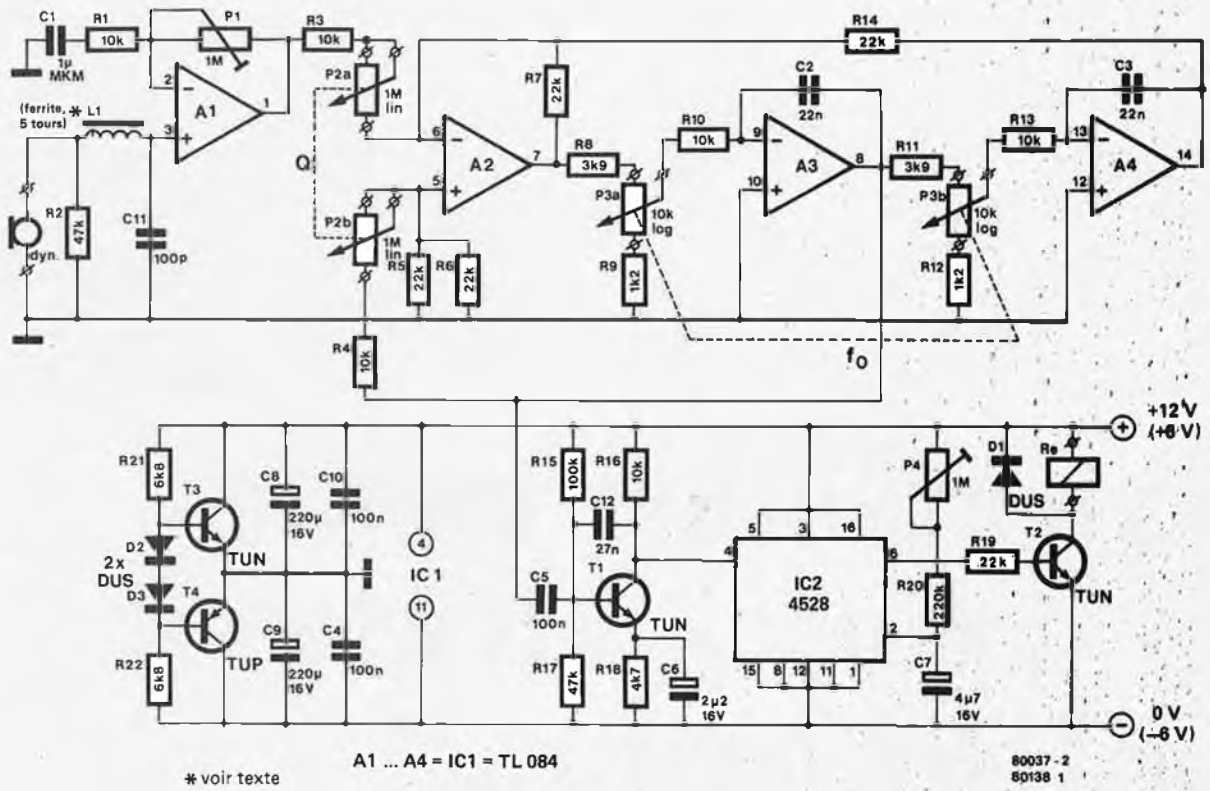 C1
1µ
MKM
R1
10k
P1
1M
R3
10k
2
3
1
A1
(ferrite, * L1
5 tours)
R2
47k
dyn.
C11
100p
P2a
1M
lin
Q
P2b
1M
lin
R5
22k
R6
22k
R4
10k
6
5
7
A2
R7
22k
R14
22k
R8
3k9
P3a
10k
log
R9
1k2
R10
10k
C2
22n
9
10
8
A3
R11
3k9
P3b
10k
log
R12
1k2
R13
10k
C3
22n
13
12
14
A4
f0
R21
6k8
D2
2x
DUS
D3
R22
6k8
T3
TUN
T4
TUP
C8
220µ
16V
C9
220µ
16V
C10
100n
C4
100n
4
IC 1
11
R15
100k
R16
10k
C12
27n
C5
100n
T1
TUN
R17
47k
R18
4k7
C6
2µ2
16V
5
3
16
4
6
2
IC2
4528
15
8
12
11
1
P4
1M
R19
22k
R20
220k
C7
4µ7
16V
D1
DUS
Re
T2
TUN
+
+12 V
(+6 V)
−
0 V
(−6 V)
* voir texte
A1 ... A4 = IC1 = TL 084
80037 - 2
80138 1